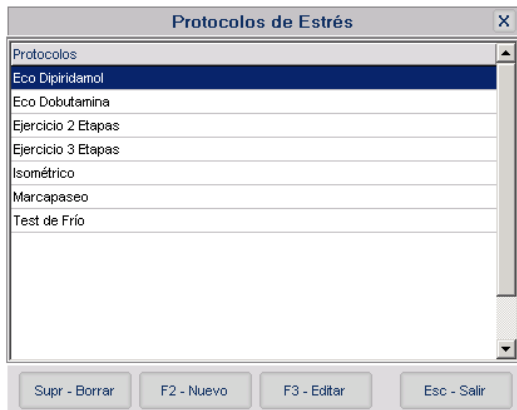 Protocolos de Estrés X
Protocolos
Eco Dipiridamol
Eco Dobutamina
Ejercicio 2 Etapas
Ejercicio 3 Etapas
Isométrico
Marcapaseo
Test de Frío
Supr - Borrar F2 - Nuevo F3 - Editar Esc - Salir